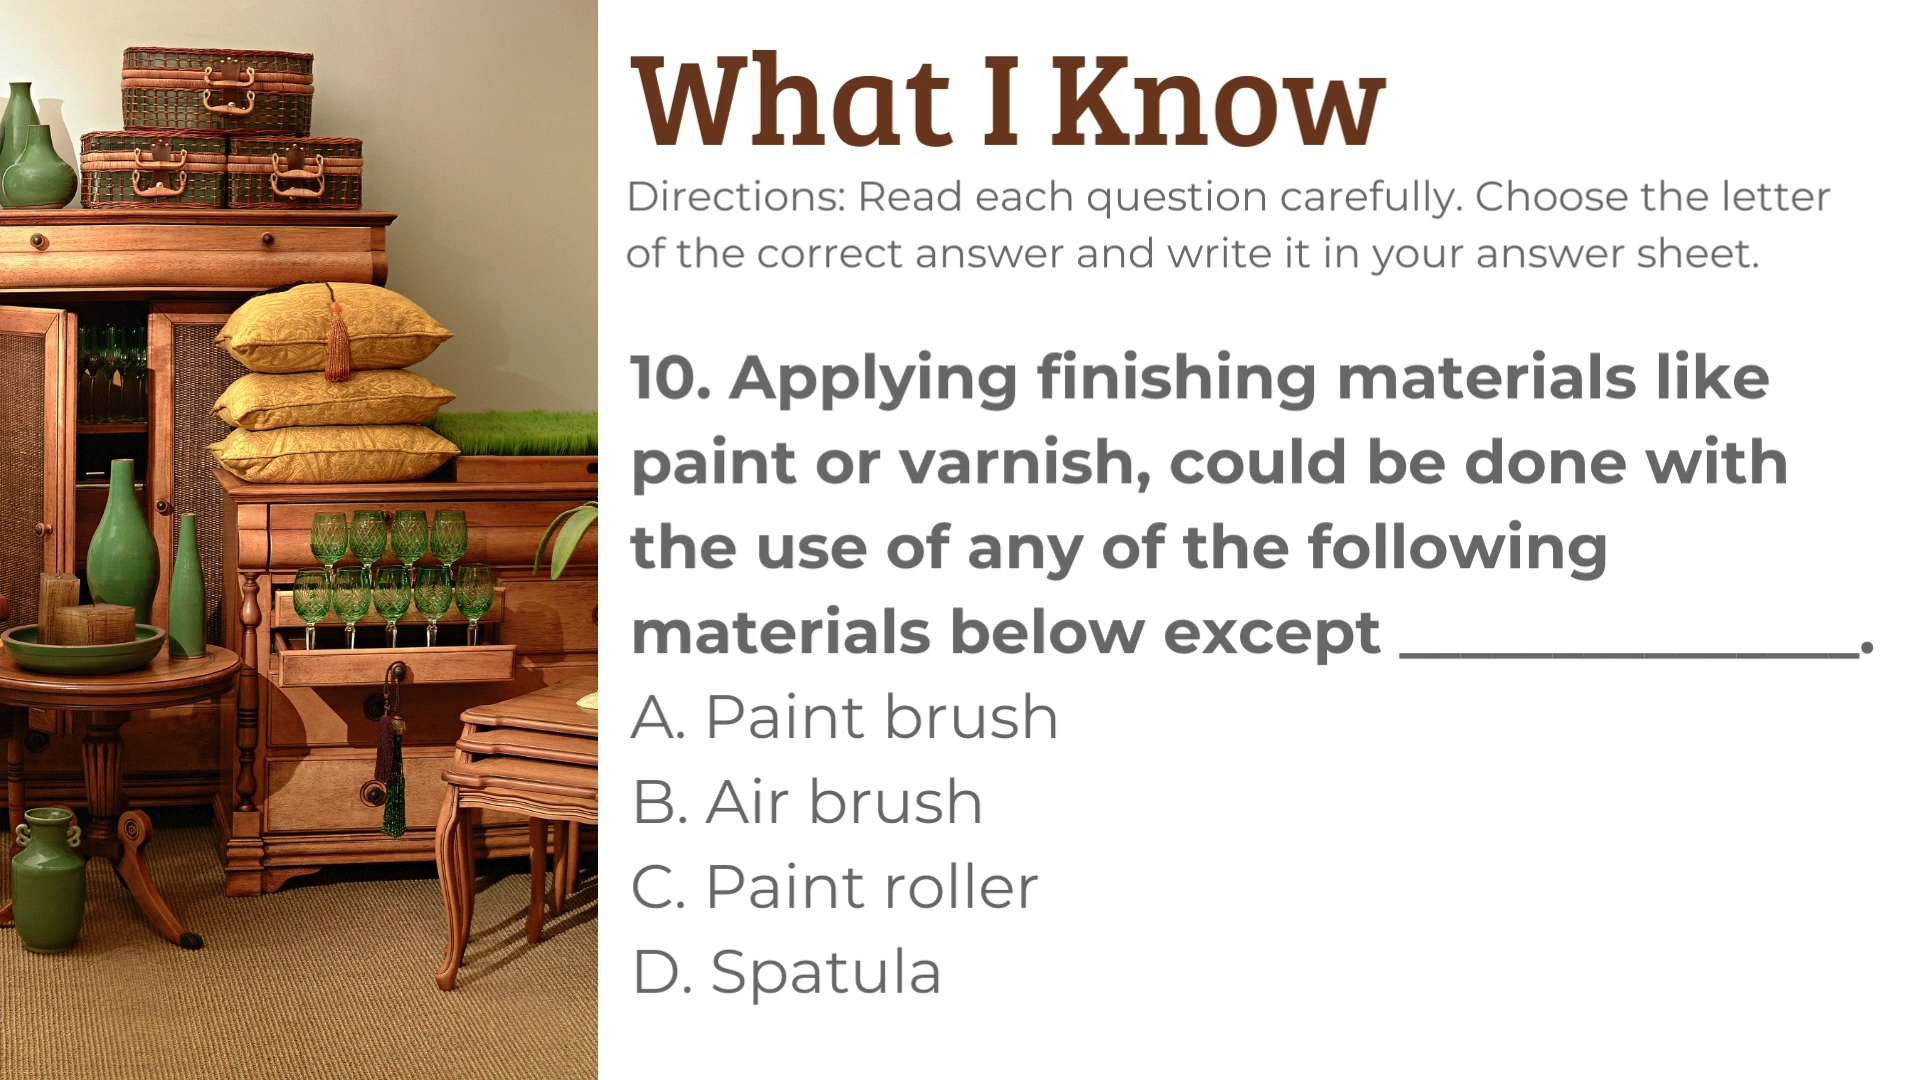 What I Know
Directions: Read each question carefully. Choose the letter
of the correct answer and write it in your answer sheet.
10. Applying finishing materials like
paint or varnish, could be done with
the use of any of the following
materials below except _______________.
A. Paint brush
B. Air brush
C. Paint roller
D. Spatula